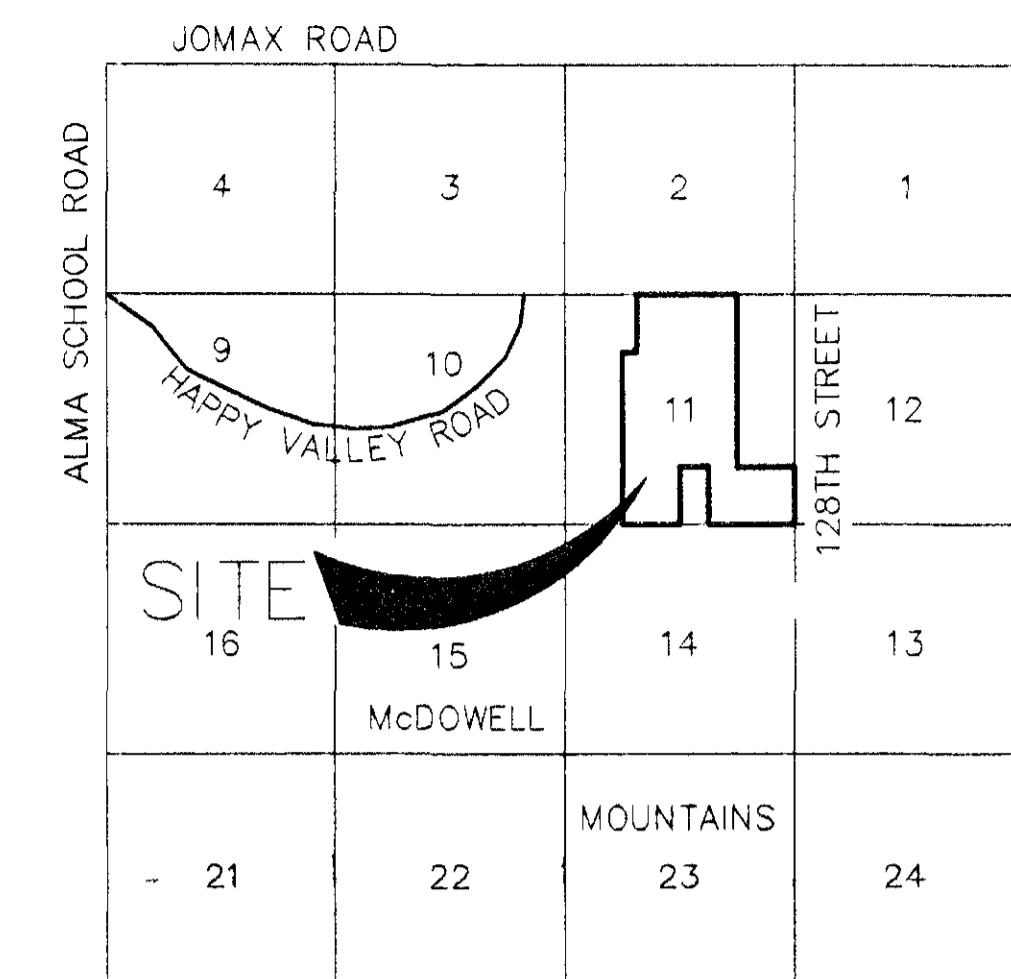 JOMAX ROAD
ALMA SCHOOL ROAD
4
3
2
1
9
10
11
12
HAPPY VALLEY ROAD
128TH STREET
SITE
16
15
14
13
McDOWELL
MOUNTAINS
21
22
23
24